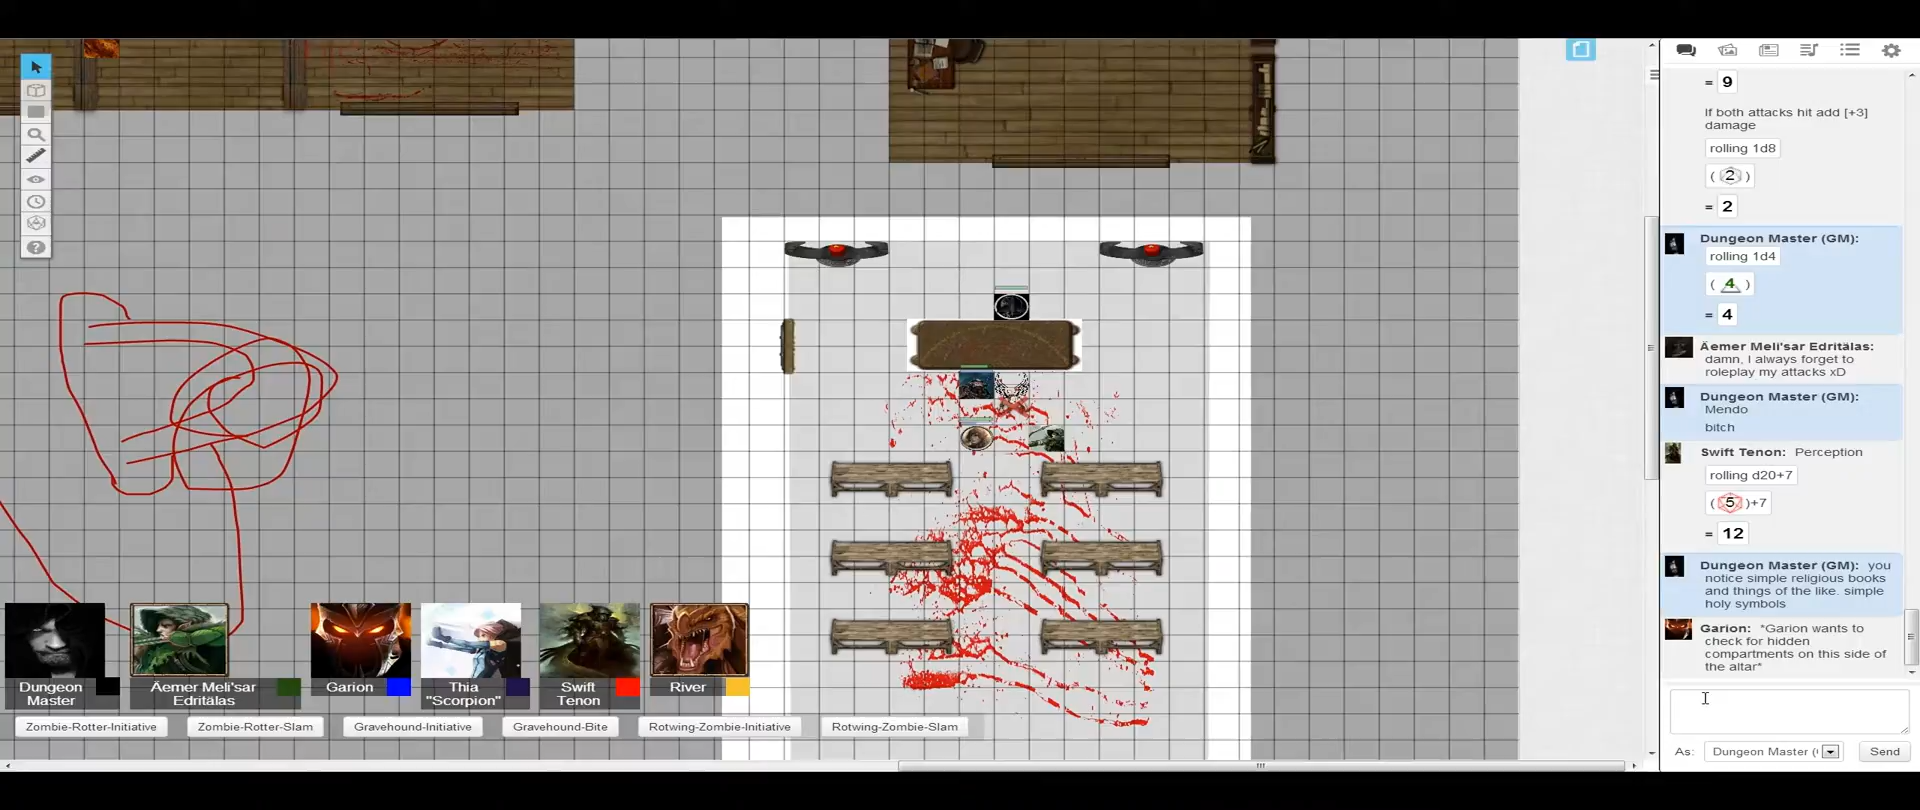 = 9
If both attacks hit add [+3]
damage
rolling 1d8
( 2 )
= 2
Dungeon Master (GM):
rolling 1d4
( 4 )
= 4
Äemer Meli'sar Edritälas:
damn, I always forget to
roleplay my attacks xD
Dungeon Master (GM):
Mendo
bitch
Swift Tenon: Perception
rolling d20+7
( 5 )+7
= 12
Dungeon Master (GM): you
notice simple religious books
and things of the like. simple
holy symbols
Garion: *Garion wants to
check for hidden
compartments on this side of
the altar*
As: Dungeon Master (
Send
Dungeon
Master
Äemer Meli'sar
Edritälas
Garion
Thia
"Scorpion"
Swift
Tenon
River
Zombie-Rotter-Initiative
Zombie-Rotter-Slam
Gravehound-Initiative
Gravehound-Bite
Rotwing-Zombie-Initiative
Rotwing-Zombie-Slam